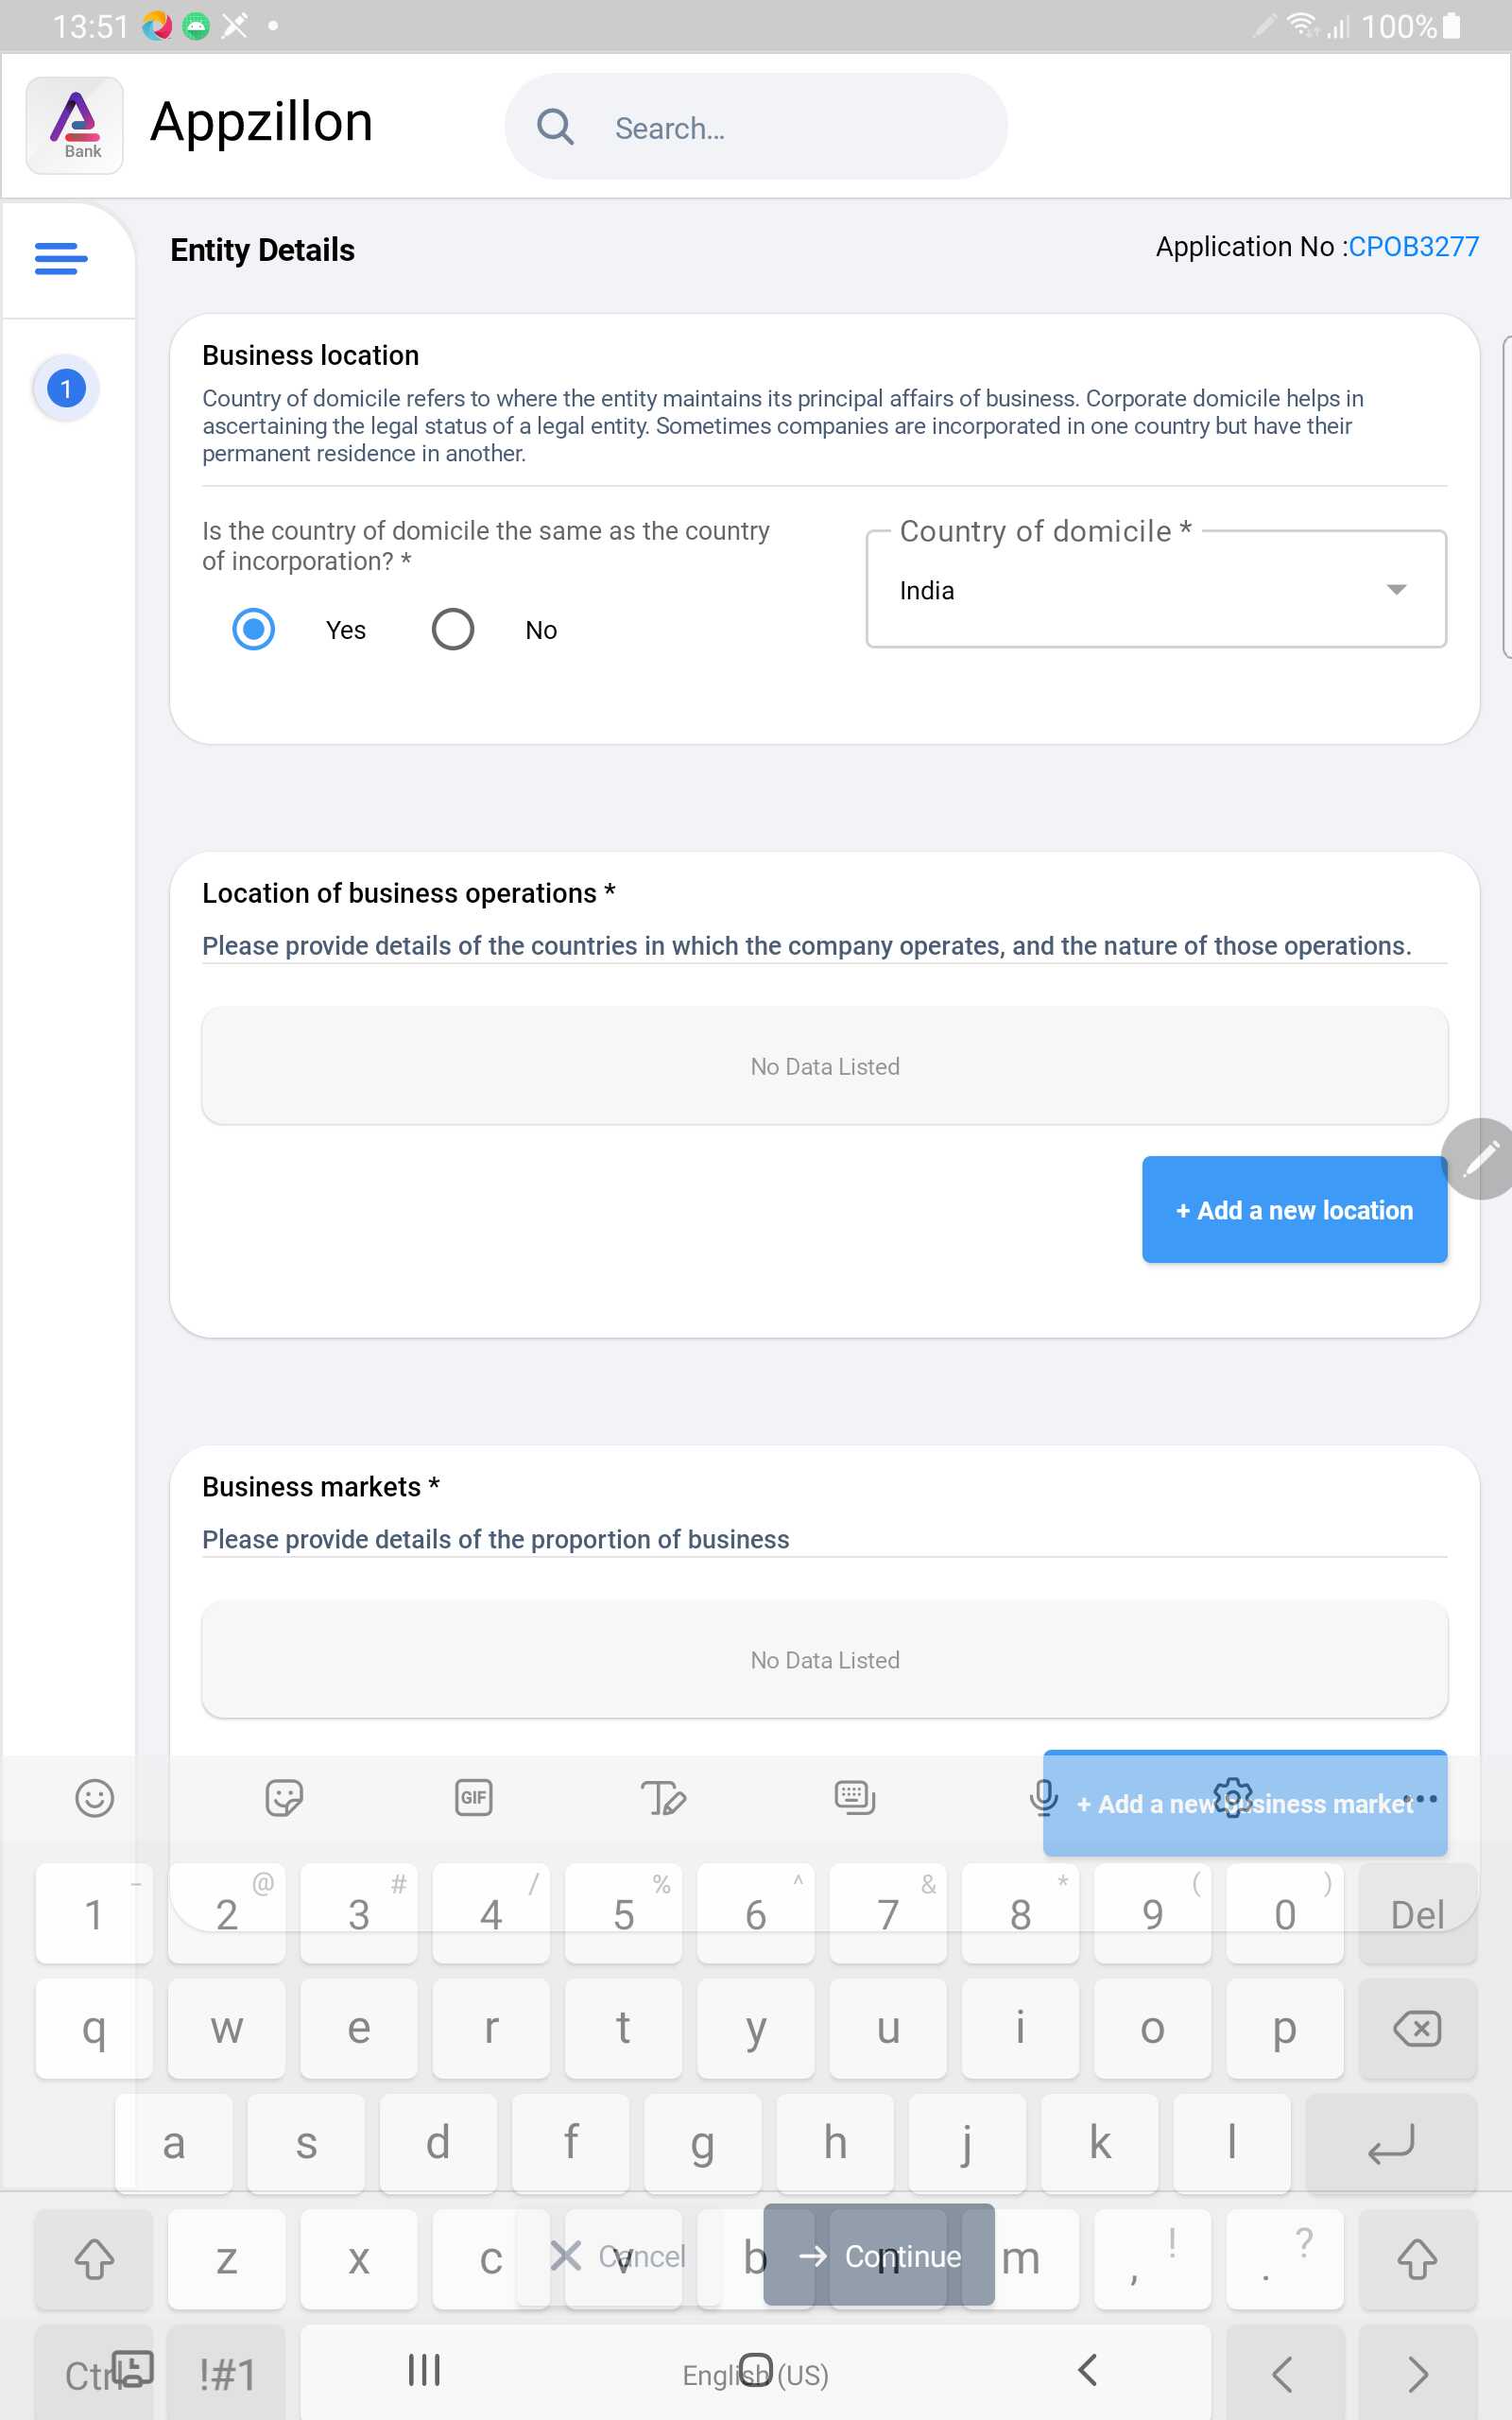 13:51
100%
Bank
Appzillon
Search...
Entity Details
Application No :CPOB3277
1
Business location
Country of domicile refers to where the entity maintains its principal affairs of business. Corporate domicile helps in
ascertaining the legal status of a legal entity. Sometimes companies are incorporated in one country but have their
permanent residence in another.
Is the country of domicile the same as the country
of incorporation? *
Yes No
Country of domicile *
India
Location of business operations *
Please provide details of the countries in which the company operates, and the nature of those operations.
No Data Listed
+ Add a new location
Business markets *
Please provide details of the proportion of business
No Data Listed
GIF
+ Add a new business market
1 - 2 @ 3 # 4 / 5 % 6 ^ 7 & 8 * 9 ( 0 ) Del
q w e r t y u i o p
a s d f g h j k l
z x c v b n m , ! . ?
Cancel
Continue
Ctrl !#1 English (US)